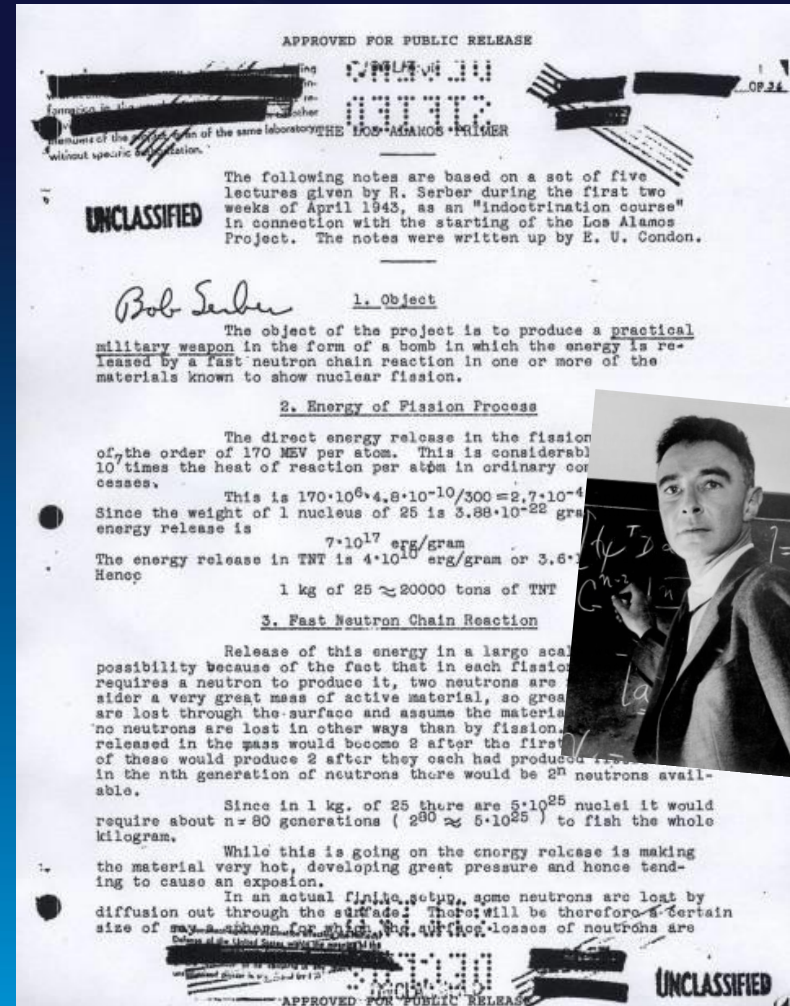 APPROVED FOR PUBLIC RELEASE
THE LOS ALAMOS PRIMER
of the same laboratory
without specific
The following notes are based on a set of five
lectures given by R. Serber during the first two
weeks of April 1943, as an "indoctrination course"
in connection with the starting of the Los Alamos
Project. The notes were written up by E. U. Condon.
UNCLASSIFIED
Bob Serber
1. Object
The object of the project is to produce a practical
military weapon in the form of a bomb in which the energy is re-
leased by a fast neutron chain reaction in one or more of the
materials known to show nuclear fission.
2. Energy of Fission Process
The direct energy release in the fission
of the order of 170 MEV per atom. This is considerabl
10⁷ times the heat of reaction per atom in ordinary co
cesses.
This is 170·10⁶·4.8·10⁻¹⁰/300 = 2.7·10⁻⁴
Since the weight of 1 nucleus of 25 is 3.88·10⁻²² gra
energy release is
7·10¹⁷ erg/gram
The energy release in TNT is 4·10¹⁰ erg/gram or 3.6·
Hence
1 kg of 25 ≈ 20000 tons of TNT
3. Fast Neutron Chain Reaction
Release of this energy in a large scal
possibility because of the fact that in each fission
requires a neutron to produce it, two neutrons are
sider a very great mass of active material, so grea
are lost through the surface and assume the materia
no neutrons are lost in other ways than by fission.
released in the mass would become 2 after the first
of these would produce 2 after they each had produced
in the nth generation of neutrons there would be 2ⁿ neutrons avail-
able.
Since in 1 kg. of 25 there are 5·10²⁵ nuclei it would
require about n = 80 generations ( 2⁸⁰ ≈ 5·10²⁵ ) to fish the whole
kilogram.
While this is going on the energy release is making
the material very hot, developing great pressure and hence tend-
ing to cause an exposion.
In an actual finite setup, some neutrons are lost by
diffusion out through the surface. There will be therefore a certain
size of say a sphere for which the surface losses of neutrons are
UNCLASSIFIED
APPROVED FOR PUBLIC RELEASE